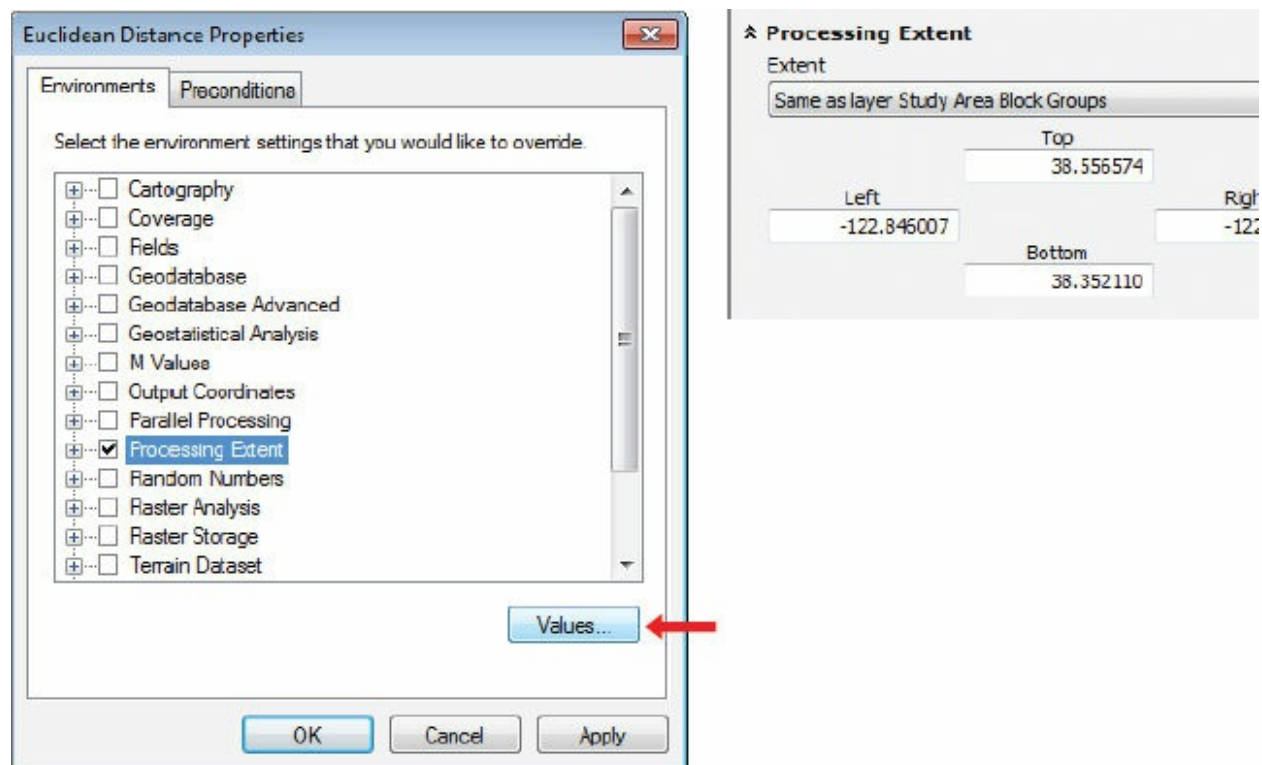 Euclidean Distance Properties
Environments
Preconditions
Select the environment settings that you would like to override.
Cartography
Coverage
Fields
Geodatabase
Geodatabase Advanced
Geostatistical Analysis
M Values
Output Coordinates
Parallel Processing
Processing Extent
Random Numbers
Raster Analysis
Raster Storage
Terrain Dataset
Values...
OK
Cancel
Apply
Processing Extent
Extent
Same as layer Study Area Block Groups
Top
38.556574
Left
Righ
-122.846007
-122
Bottom
38.352110